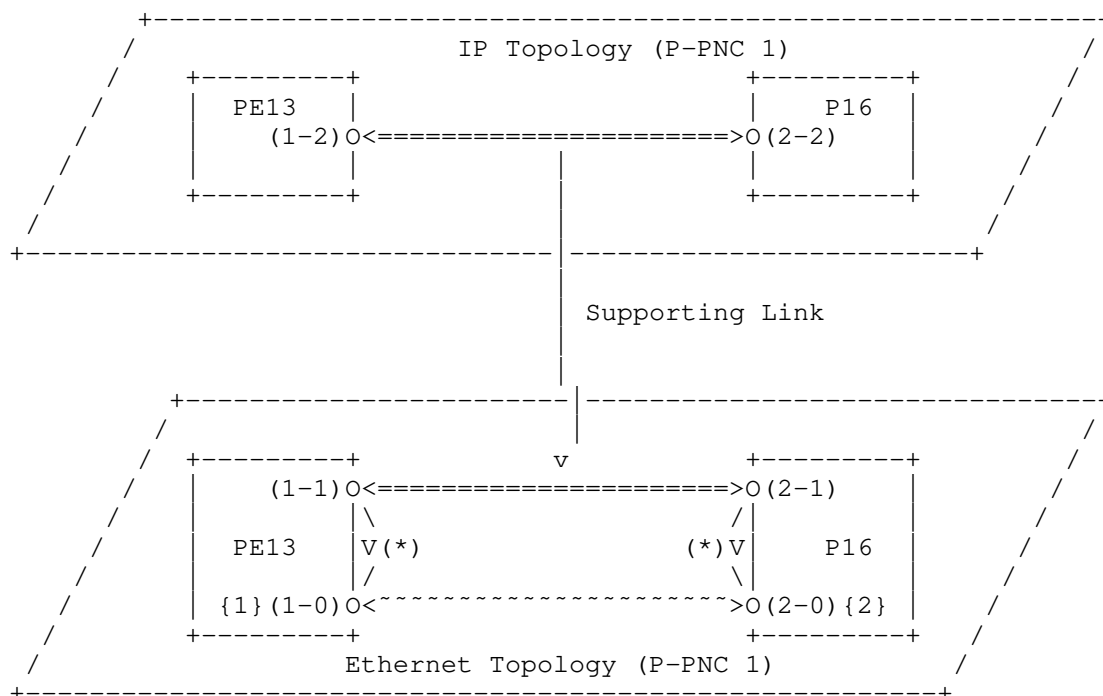 IP Topology (P-PNC 1)
PE13 P16
(1-2)O<======================>O(2-2)
Supporting Link
v
(1-1)O<======================>O(2-1)
PE13 V(*) (*)V P16
{1}(1-0)O<~~~~~~~~~~~~~~~~~~~~~~>O(2-0){2}
Ethernet Topology (P-PNC 1)